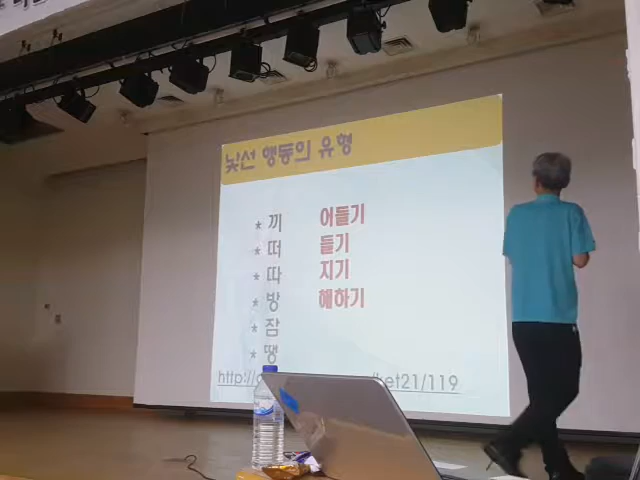 낯선 행동의 유형
* 끼 어들기
* 떠 들기
* 따 지기
* 방 해하기
* 잠
* 땡
http:// et21/119